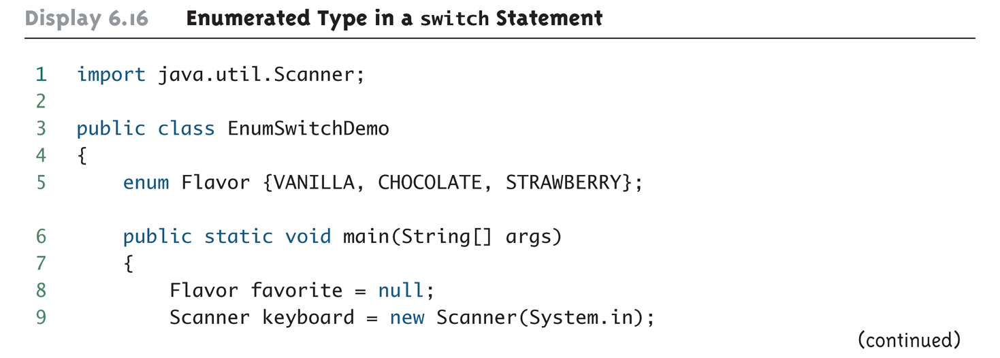 Display 6.16 Enumerated Type in a switch Statement
1 import java.util.Scanner;
2
3 public class EnumSwitchDemo
4 {
5 enum Flavor {VANILLA, CHOCOLATE, STRAWBERRY};
6 public static void main(String[] args)
7 {
8 Flavor favorite = null;
9 Scanner keyboard = new Scanner(System.in);
(continued)